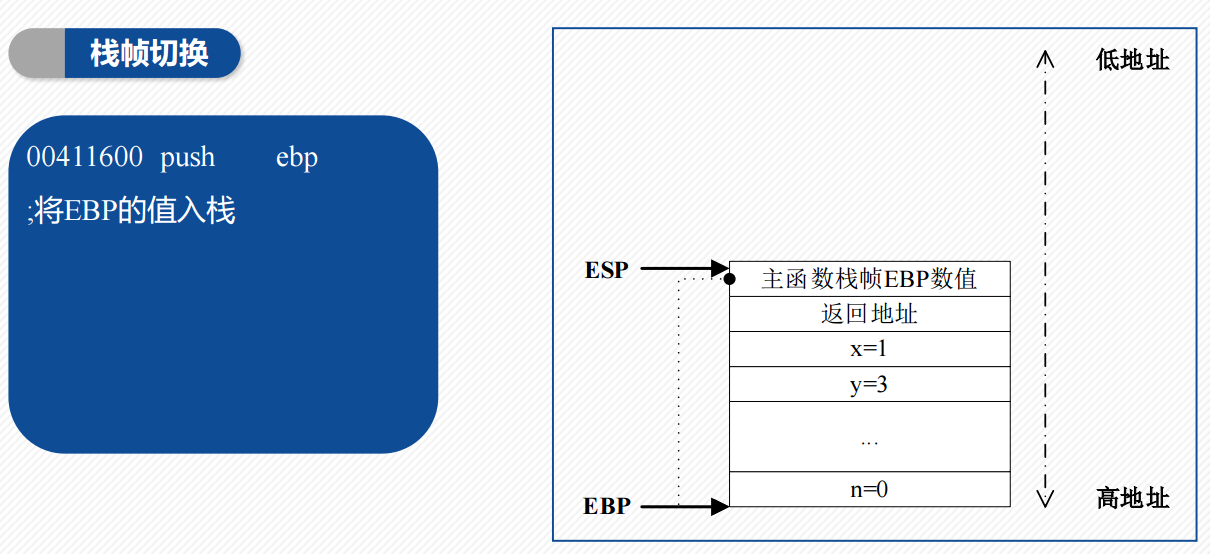 栈帧切换
00411600 push ebp
;将EBP的值入栈
低地址
ESP
主函数栈帧EBP数值
返回地址
x=1
y=3
...
n=0
EBP
高地址